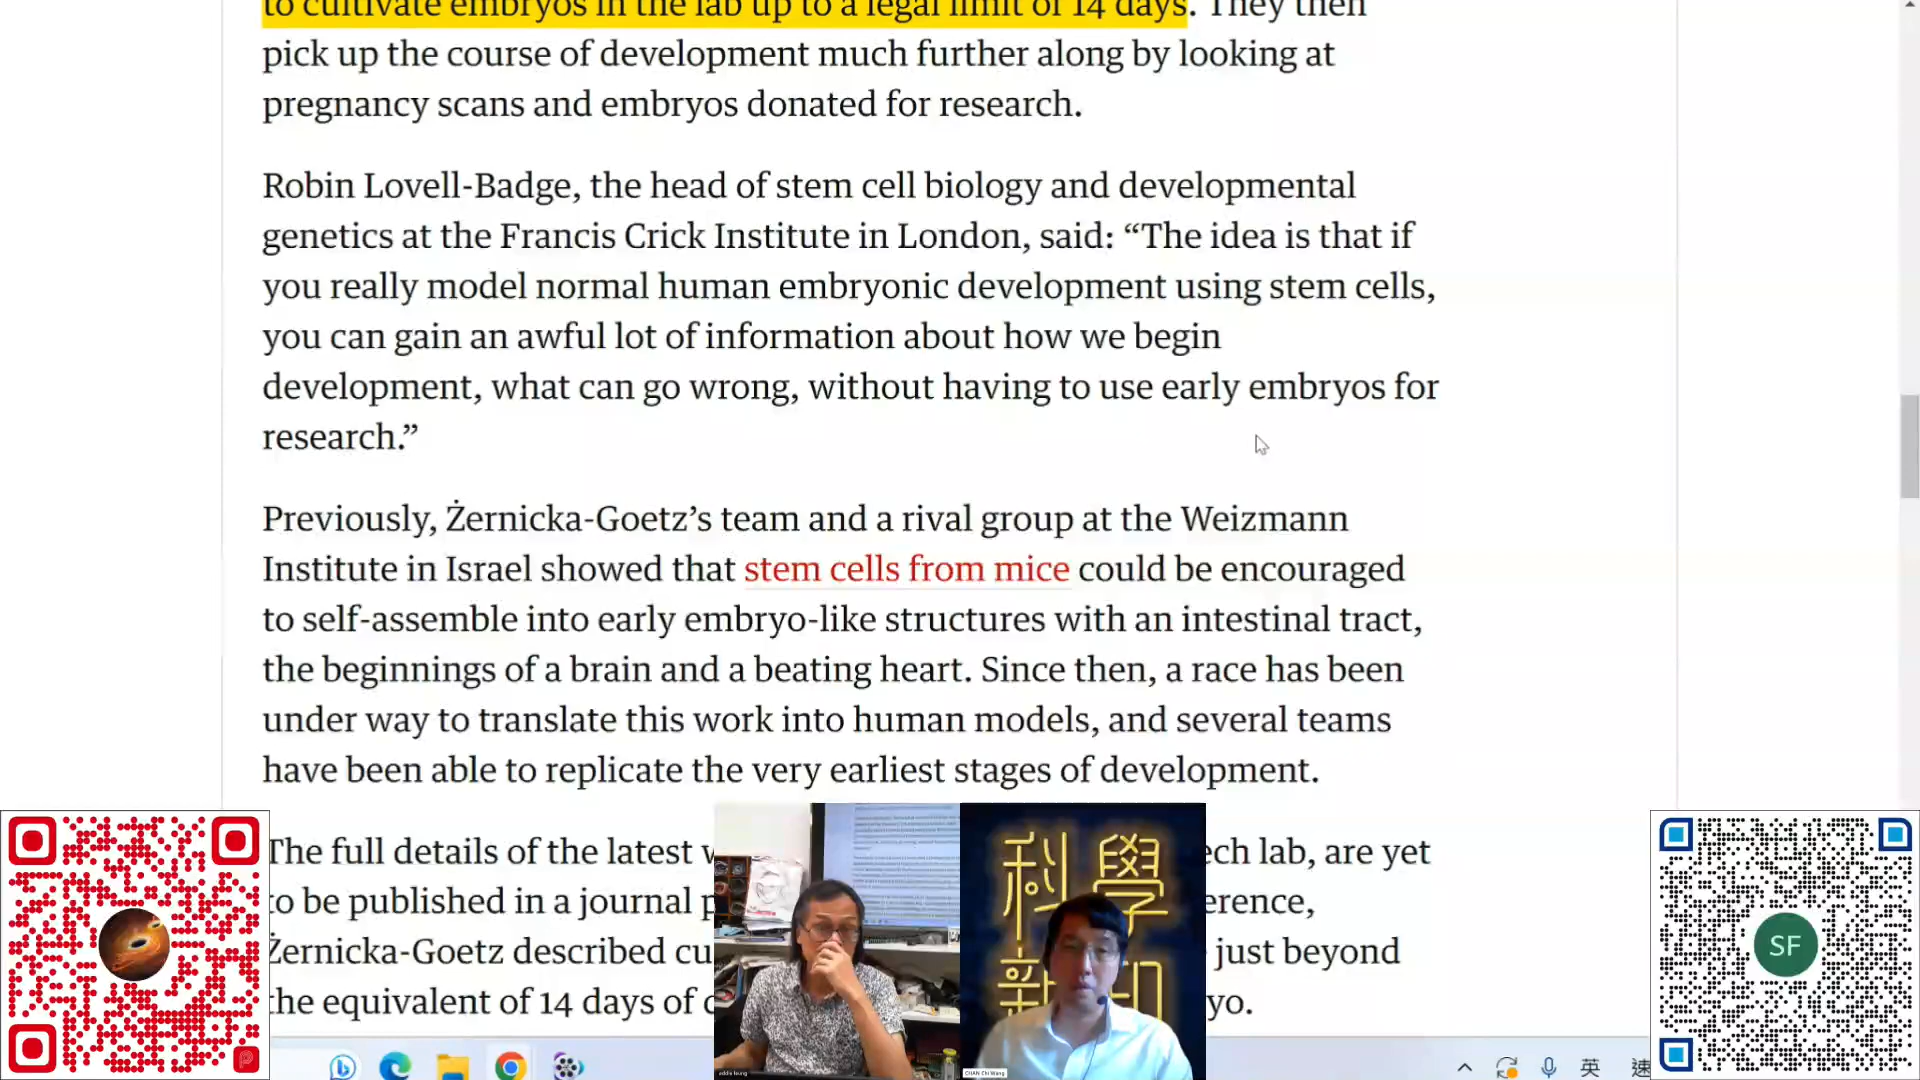 to cultivate embryos in the lab up to a legal limit of 14 days. They then
pick up the course of development much further along by looking at
pregnancy scans and embryos donated for research.
Robin Lovell-Badge, the head of stem cell biology and developmental
genetics at the Francis Crick Institute in London, said: “The idea is that if
you really model normal human embryonic development using stem cells,
you can gain an awful lot of information about how we begin
development, what can go wrong, without having to use early embryos for
research.”
Previously, Żernicka-Goetz’s team and a rival group at the Weizmann
Institute in Israel showed that stem cells from mice could be encouraged
to self-assemble into early embryo-like structures with an intestinal tract,
the beginnings of a brain and a beating heart. Since then, a race has been
under way to translate this work into human models, and several teams
have been able to replicate the very earliest stages of development.
The full details of the latest ech lab, are yet
to be published in a journal erence,
Żernicka-Goetz described cu just beyond
the equivalent of 14 days of yo.
科學
新
addis leung
CHAN Chi Wang
SF
英 速